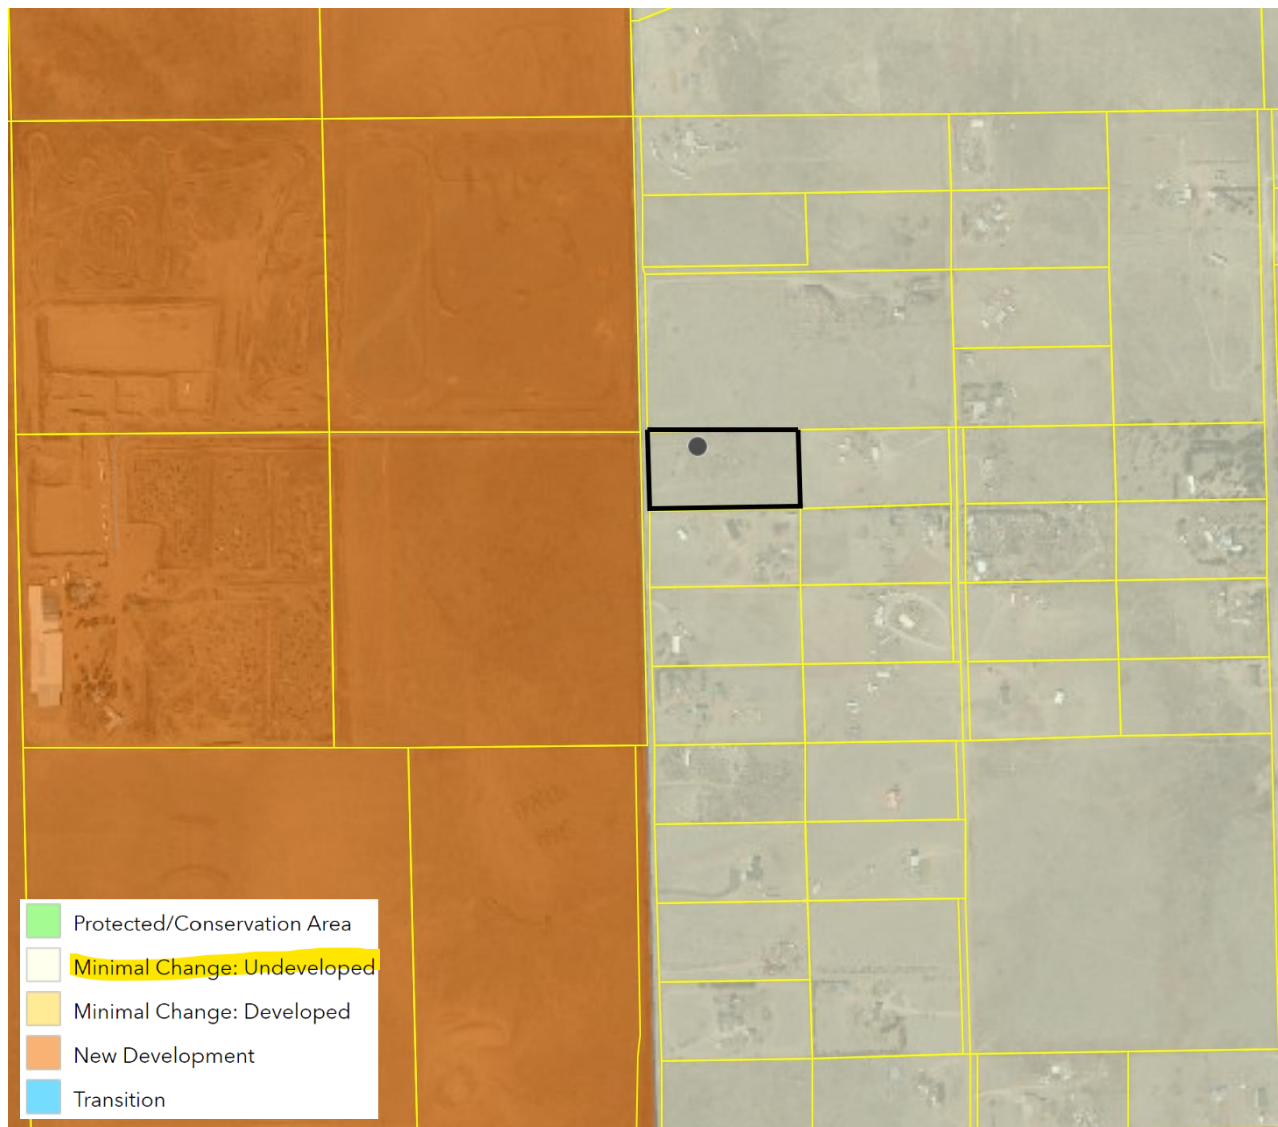 Protected/Conservation Area
Minimal Change: Undeveloped
Minimal Change: Developed
New Development
Transition